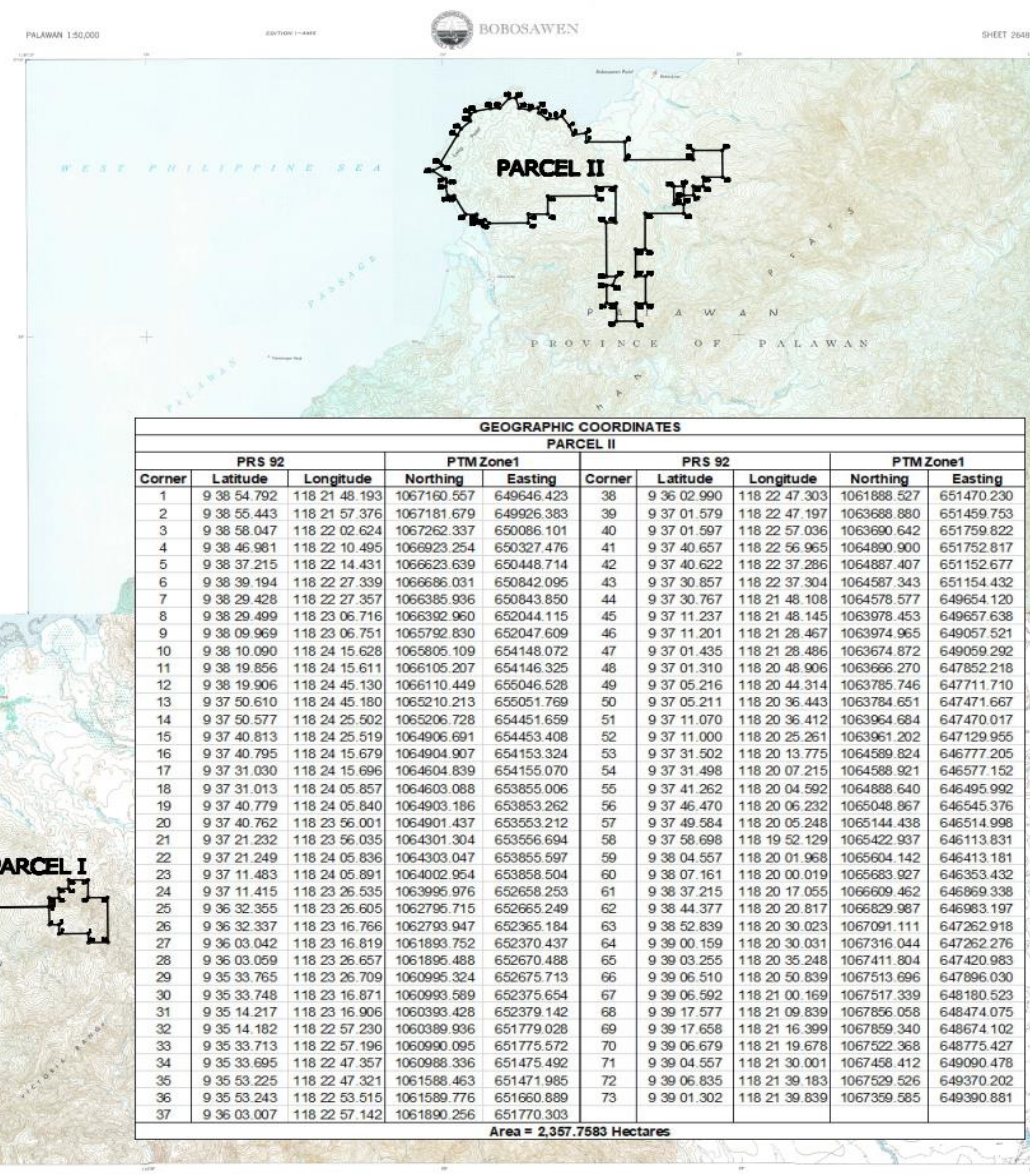 BOBOSAWEN
PALAWAN 1:50,000
SHEET 2648
PARCEL II
WEST PHILIPPINE SEA
PASSAGE
PALAWAN
PALAWAN
PROVINCE OF PALAWAN
GEOGRAPHIC COORDINATES
PARCEL II
PRS 92 PTM Zone1 PRS 92 PTM Zone1
Corner Latitude Longitude Northing Easting Corner Latitude Longitude Northing Easting
1 9 38 54.792 118 21 48.193 1067160.557 649646.423 38 9 36 02.990 118 22 47.303 1061888.527 651470.230
2 9 38 55.443 118 21 57.376 1067181.679 649926.383 39 9 37 01.579 118 22 47.197 1063688.880 651459.753
3 9 38 58.047 118 22 02.624 1067262.337 650086.101 40 9 37 01.597 118 22 57.036 1063690.642 651759.822
4 9 38 46.981 118 22 10.495 1066923.254 650327.476 41 9 37 40.657 118 22 56.965 1064890.900 651752.817
5 9 38 37.215 118 22 14.431 1066623.639 650448.714 42 9 37 40.622 118 22 37.286 1064887.407 651152.677
6 9 38 39.194 118 22 27.339 1066686.031 650842.095 43 9 37 30.857 118 22 37.304 1064587.343 651154.432
7 9 38 29.428 118 22 27.357 1066385.936 650843.850 44 9 37 30.767 118 21 48.108 1064578.577 649654.120
8 9 38 29.499 118 23 06.716 1066392.960 652044.115 45 9 37 11.237 118 21 48.145 1063978.453 649657.638
9 9 38 09.969 118 23 06.751 1065792.830 652047.609 46 9 37 11.201 118 21 28.467 1063974.965 649057.521
10 9 38 10.090 118 24 15.628 1065805.109 654148.072 47 9 37 01.435 118 21 28.486 1063674.872 649059.292
11 9 38 19.856 118 24 15.611 1066105.207 654146.325 48 9 37 01.310 118 20 48.906 1063666.270 647852.218
12 9 38 19.906 118 24 45.130 1066110.449 655046.528 49 9 37 05.216 118 20 44.314 1063785.746 647711.710
13 9 37 50.610 118 24 45.180 1065210.213 655051.769 50 9 37 05.211 118 20 36.443 1063784.651 647471.667
14 9 37 50.577 118 24 25.502 1065206.728 654451.659 51 9 37 11.070 118 20 36.412 1063964.684 647470.017
15 9 37 40.813 118 24 25.519 1064906.691 654453.408 52 9 37 11.000 118 20 25.261 1063961.202 647129.955
16 9 37 40.795 118 24 15.679 1064904.907 654153.324 53 9 37 31.502 118 20 13.775 1064589.824 646777.205
17 9 37 31.030 118 24 15.696 1064604.839 654155.070 54 9 37 31.498 118 20 07.215 1064588.921 646577.152
18 9 37 31.013 118 24 05.857 1064603.088 653855.006 55 9 37 41.262 118 20 04.592 1064888.640 646495.992
19 9 37 40.779 118 24 05.840 1064903.186 653853.262 56 9 37 46.470 118 20 06.232 1065048.867 646545.376
20 9 37 40.762 118 23 56.001 1064901.437 653553.212 57 9 37 49.584 118 20 05.248 1065144.438 646514.998
21 9 37 21.232 118 23 56.035 1064301.304 653556.694 58 9 37 58.698 118 19 52.129 1065422.937 646113.831
22 9 37 21.249 118 24 05.836 1064303.047 653855.597 59 9 38 04.557 118 20 01.968 1065604.142 646413.181
23 9 37 11.483 118 24 05.891 1064002.954 653858.504 60 9 38 07.161 118 20 00.019 1065683.927 646353.432
24 9 37 11.415 118 23 26.535 1063995.976 652658.253 61 9 38 37.215 118 20 17.055 1066609.462 646869.338
25 9 36 32.355 118 23 26.605 1062795.715 652665.249 62 9 38 44.377 118 20 20.817 1066829.987 646983.197
26 9 36 32.337 118 23 16.766 1062793.947 652365.184 63 9 38 52.839 118 20 30.023 1067091.111 647262.918
27 9 36 03.042 118 23 16.819 1061893.752 652370.437 64 9 39 00.159 118 20 30.031 1067316.044 647262.276
28 9 36 03.059 118 23 26.657 1061895.488 652670.488 65 9 39 03.255 118 20 35.248 1067411.804 647420.983
29 9 35 33.765 118 23 26.709 1060995.324 652675.713 66 9 39 06.510 118 20 50.839 1067513.696 647896.030
30 9 35 33.748 118 23 16.871 1060993.589 652375.654 67 9 39 06.592 118 21 00.169 1067517.339 648180.523
31 9 35 14.217 118 23 16.906 1060393.428 652379.142 68 9 39 17.577 118 21 09.839 1067856.058 648474.075
32 9 35 14.182 118 22 57.230 1060389.936 651779.028 69 9 39 17.658 118 21 16.399 1067859.340 648674.102
33 9 35 33.713 118 22 57.196 1060990.095 651775.572 70 9 39 06.679 118 21 19.678 1067522.368 648775.427
34 9 35 33.695 118 22 47.357 1060988.336 651475.492 71 9 39 04.557 118 21 30.001 1067458.412 649090.478
35 9 35 53.225 118 22 47.321 1061588.463 651471.985 72 9 39 06.835 118 21 39.183 1067529.526 649370.202
36 9 35 53.243 118 22 53.515 1061589.776 651660.889 73 9 39 01.302 118 21 39.839 1067359.585 649390.881
37 9 36 03.007 118 22 57.142 1061890.256 651770.303
Area = 2,357.7583 Hectares
ARCEL I